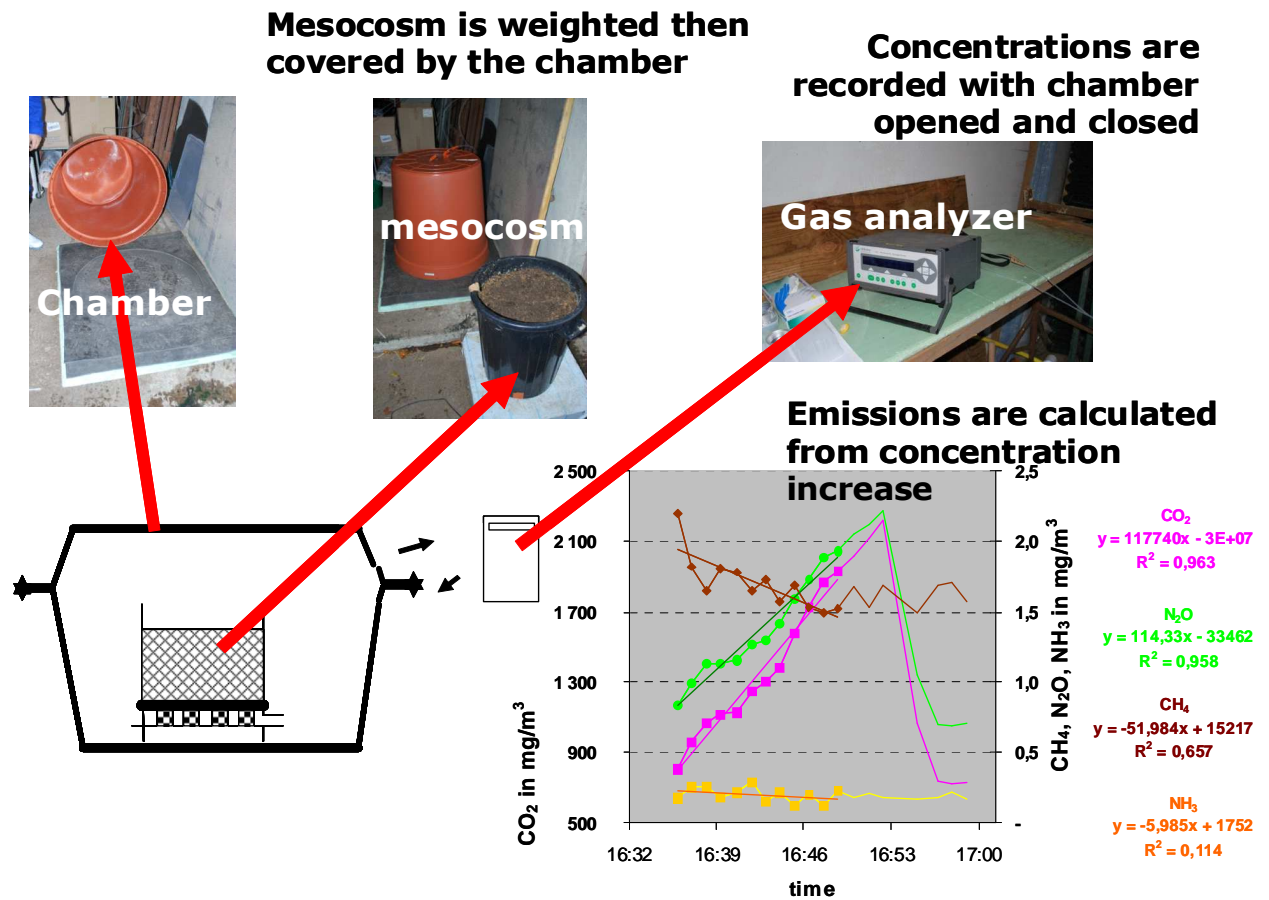 Mesocosm is weighted then
covered by the chamber
Concentrations are
recorded with chamber
opened and closed
Chamber
mesocosm
Gas analyzer
Emissions are calculated
from concentration
increase
2 500
2 100
1 700
1 300
900
500
CO₂ in mg/m³
2,5
2,0
1,5
1,0
0,5
-
CH₄, N₂O, NH₃ in mg/m³
16:32
16:39
16:46
16:53
17:00
time
CO₂
y = 117740x - 3E+07
R² = 0,963
N₂O
y = 114,33x - 33462
R² = 0,958
CH₄
y = -51,984x + 15217
R² = 0,657
NH₃
y = -5,985x + 1752
R² = 0,114